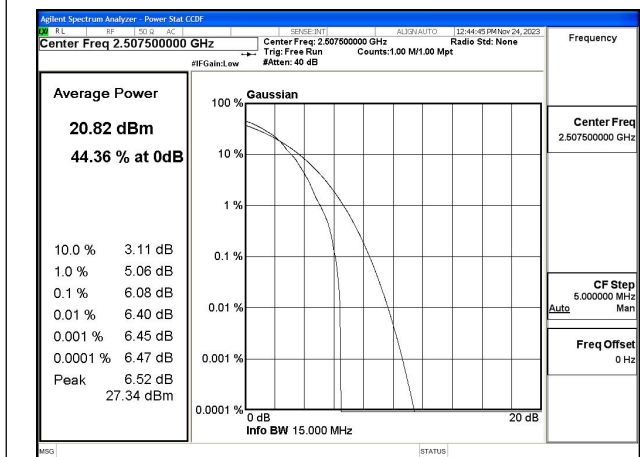 Agilent Spectrum Analyzer - Power Stat CCDF
LXI RL RF 50 Ω AC SENSE:INT ALIGN AUTO 12:44:45 PM Nov 24, 2023
Center Freq 2.507500000 GHz
Center Freq: 2.507500000 GHz Radio Std: None
Trig: Free Run Counts:1.00 M/1.00 Mpt
#IFGain:Low #Atten: 40 dB
Frequency
Average Power
20.82 dBm
44.36 % at 0dB
10.0 % 3.11 dB
1.0 % 5.06 dB
0.1 % 6.08 dB
0.01 % 6.40 dB
0.001 % 6.45 dB
0.0001 % 6.47 dB
Peak 6.52 dB
27.34 dBm
Gaussian
100 %
10 %
1 %
0.1 %
0.01 %
0.001 %
0.0001 %
0 dB 20 dB
Info BW 15.000 MHz
Center Freq
2.507500000 GHz
CF Step
5.000000 MHz
Auto Man
Freq Offset
0 Hz
MSG STATUS